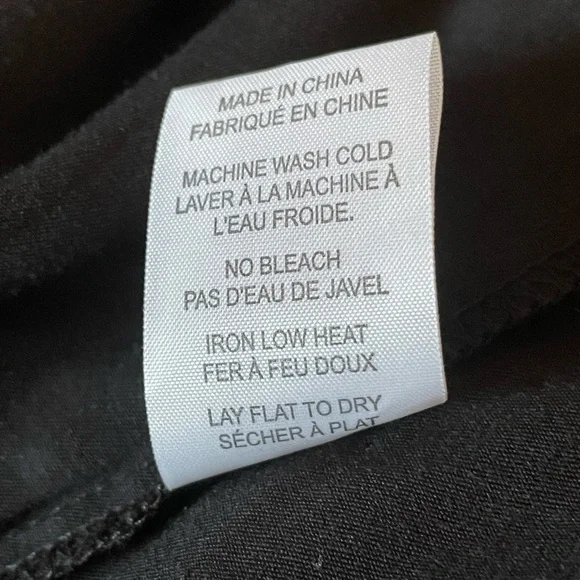 MADE IN CHINA
FABRIQUÉ EN CHINE
MACHINE WASH COLD
LAVER À LA MACHINE À
L'EAU FROIDE.
NO BLEACH
PAS D'EAU DE JAVEL
IRON LOW HEAT
FER À FEU DOUX
LAY FLAT TO DRY
SÉCHER À PLAT